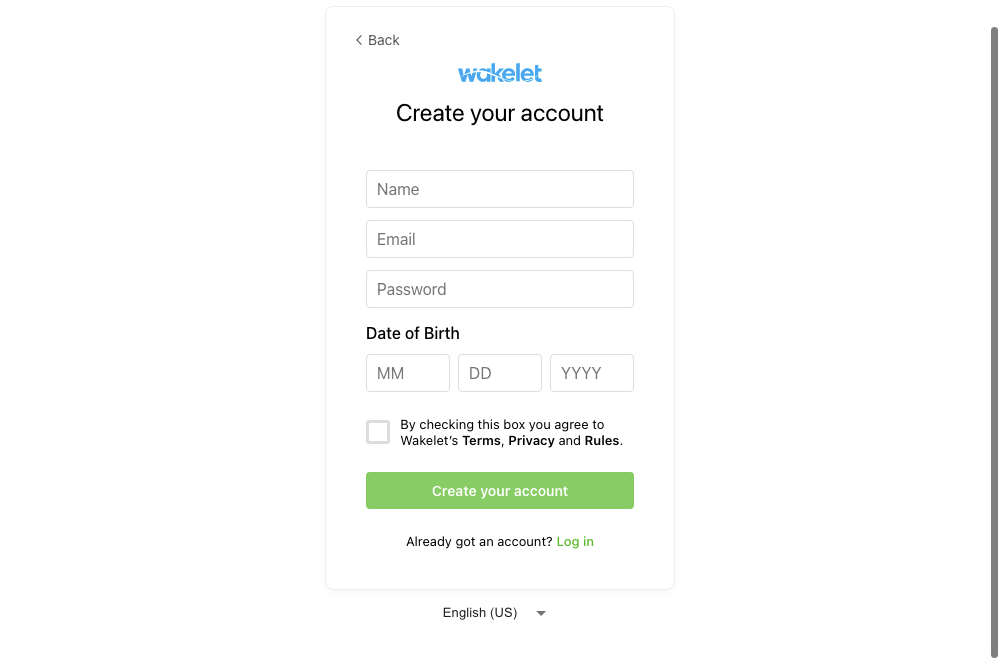 Back
wakelet
Create your account
Name
Email
Password
Date of Birth
MM DD YYYY
By checking this box you agree to
Wakelet's Terms, Privacy and Rules.
Create your account
Already got an account? Log in
English (US)